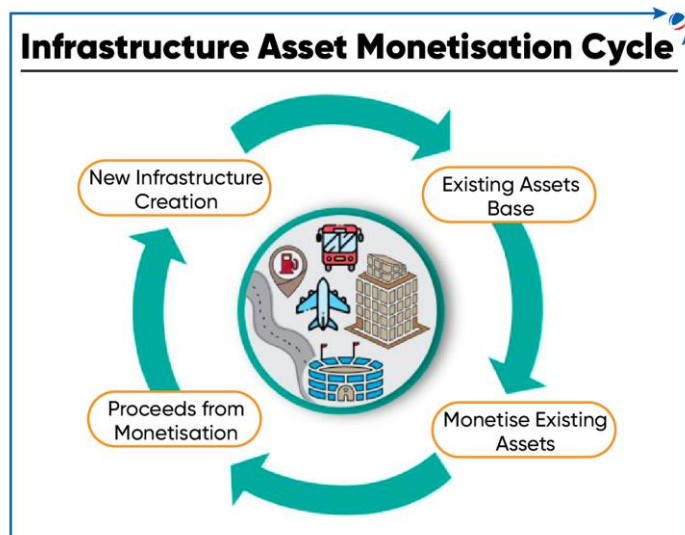 Infrastructure Asset Monetisation Cycle
New Infrastructure
Creation
Existing Assets
Base
Proceeds from
Monetisation
Monetise Existing
Assets